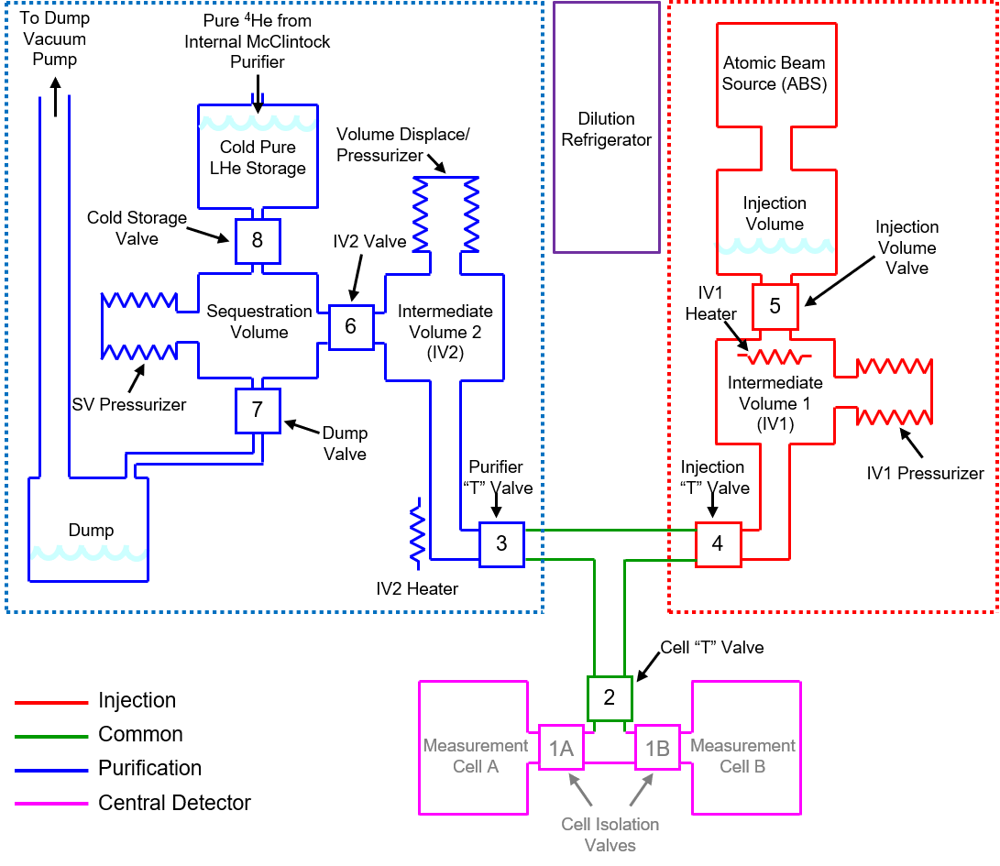 To Dump
Vacuum
Pump
Pure ⁴He from
Internal McClintock
Purifier
Cold Pure
LHe Storage
Cold Storage
Valve
8
Volume Displace/
Pressurizer
IV2 Valve
6
Sequestration
Volume
Intermediate
Volume 2
(IV2)
SV Pressurizer
7
Dump
Valve
Dump
Purifier
“T” Valve
3
IV2 Heater
Dilution
Refrigerator
Atomic Beam
Source (ABS)
Injection
Volume
Injection
Volume
Valve
5
IV1
Heater
Intermediate
Volume 1
(IV1)
IV1 Pressurizer
Injection
“T” Valve
4
Cell “T” Valve
2
Measurement
Cell A
1A
1B
Measurement
Cell B
Cell Isolation
Valves
Injection
Common
Purification
Central Detector